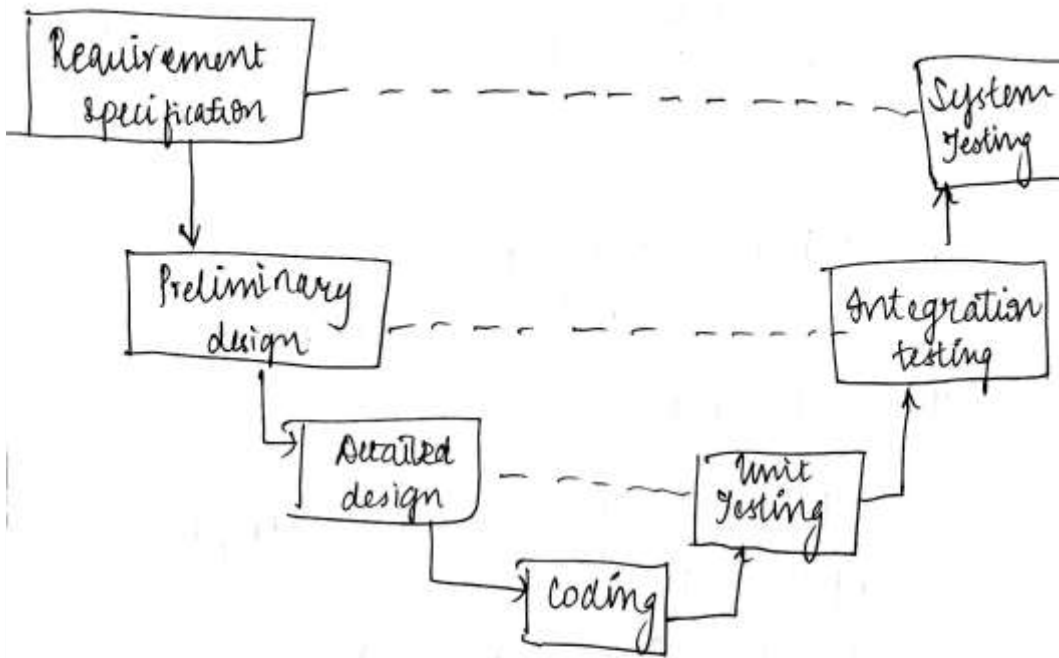 Requirement
specification
System
Testing
Preliminary
design
Integration
testing
Detailed
design
Unit
Testing
Coding